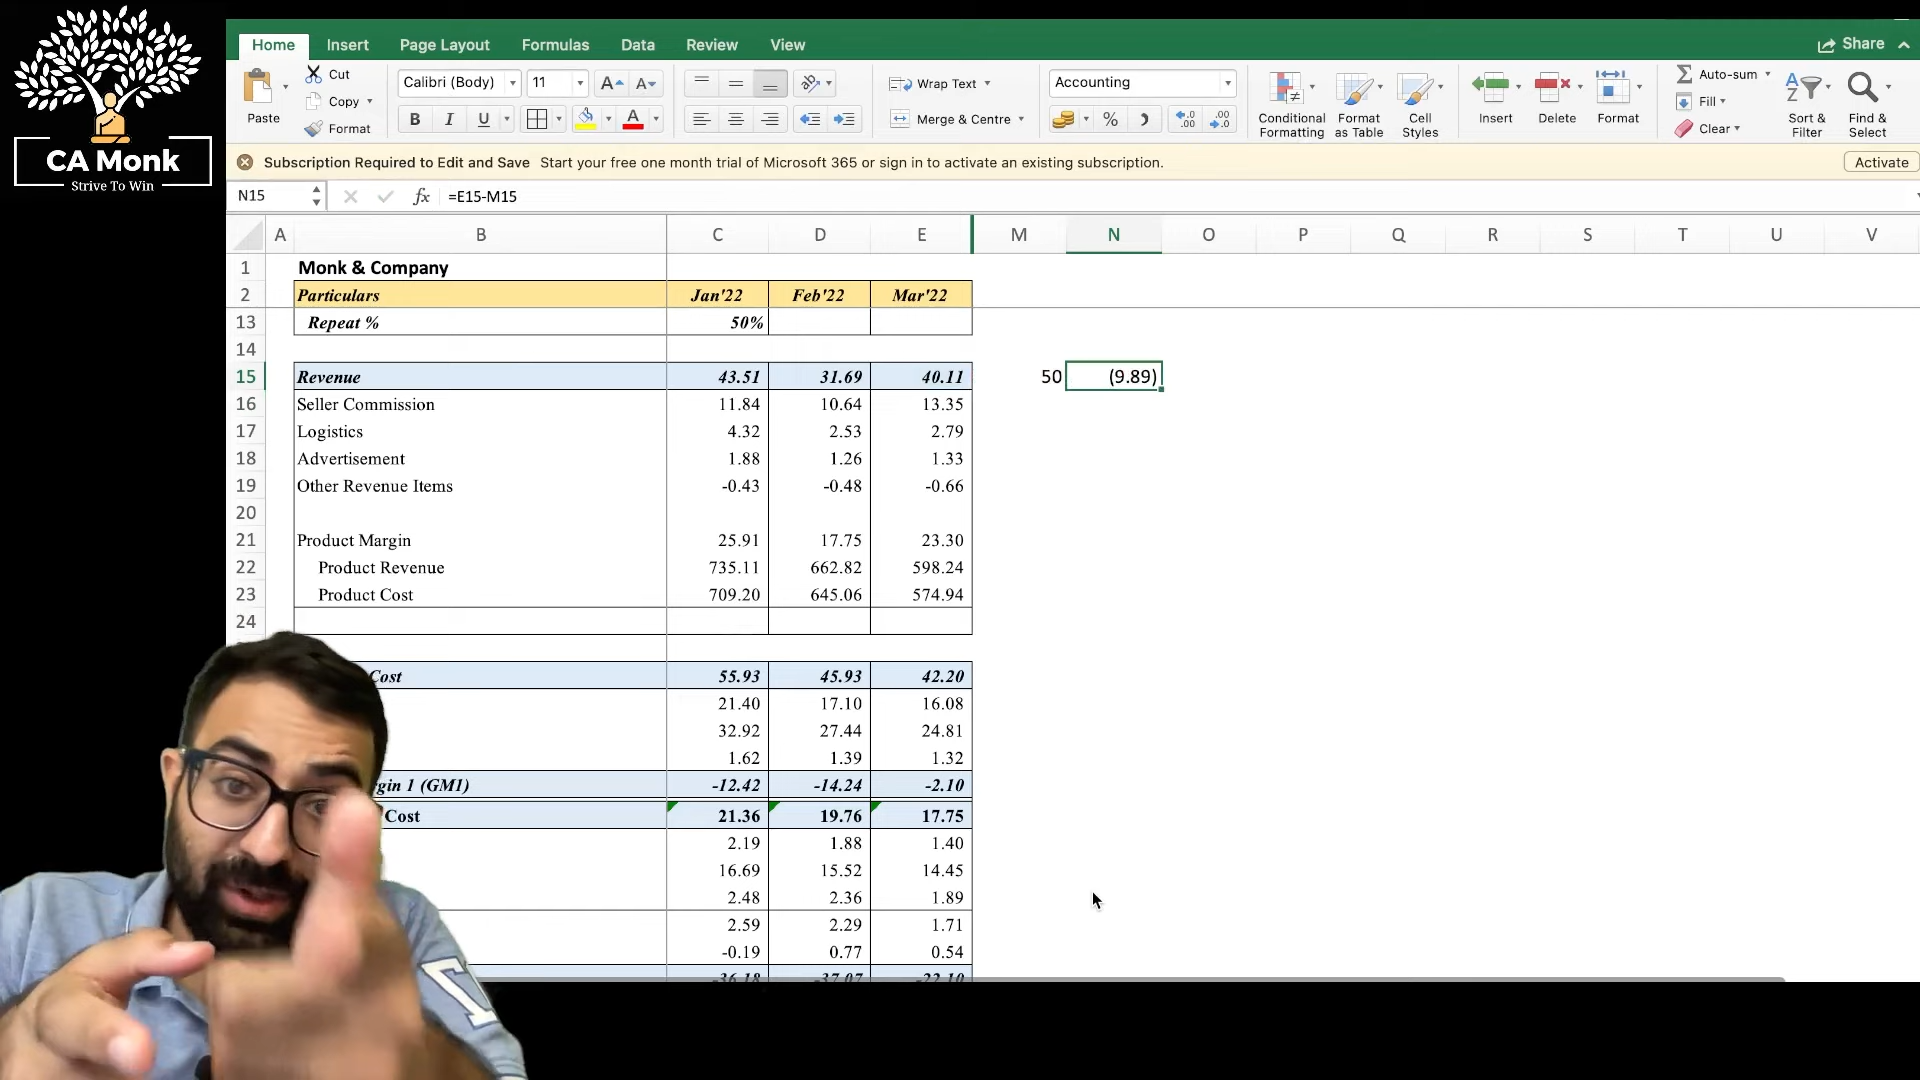 CA Monk
Strive To Win
Home Insert Page Layout Formulas Data Review View Share
Paste
Cut
Copy
Format
Calibri (Body) 11
Wrap Text
Merge & Centre
Accounting
Conditional Formatting
Format as Table
Cell Styles
Insert
Delete
Format
Auto-sum
Fill
Clear
Sort & Filter
Find & Select
Subscription Required to Edit and Save Start your free one month trial of Microsoft 365 or sign in to activate an existing subscription. Activate
N15 fx =E15-M15
A B C D E M N O P Q R S T U V
1 Monk & Company
2 Particulars Jan'22 Feb'22 Mar'22
13 Repeat % 50%
14
15 Revenue 43.51 31.69 40.11 50 (9.89)
16 Seller Commission 11.84 10.64 13.35
17 Logistics 4.32 2.53 2.79
18 Advertisement 1.88 1.26 1.33
19 Other Revenue Items -0.43 -0.48 -0.66
20
21 Product Margin 25.91 17.75 23.30
22 Product Revenue 735.11 662.82 598.24
23 Product Cost 709.20 645.06 574.94
24
Cost 55.93 45.93 42.20
21.40 17.10 16.08
32.92 27.44 24.81
1.62 1.39 1.32
gin 1 (GM1) -12.42 -14.24 -2.10
Cost 21.36 19.76 17.75
2.19 1.88 1.40
16.69 15.52 14.45
2.48 2.36 1.89
2.59 2.29 1.71
-0.19 0.77 0.54
-36.18 -37.07 -22.10